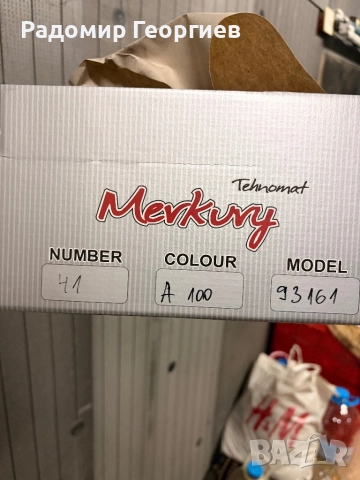 Радомир Георгиев
Tehnomat
Merkury
NUMBER COLOUR MODEL
41 A 100 93161
H&M
BAZAR